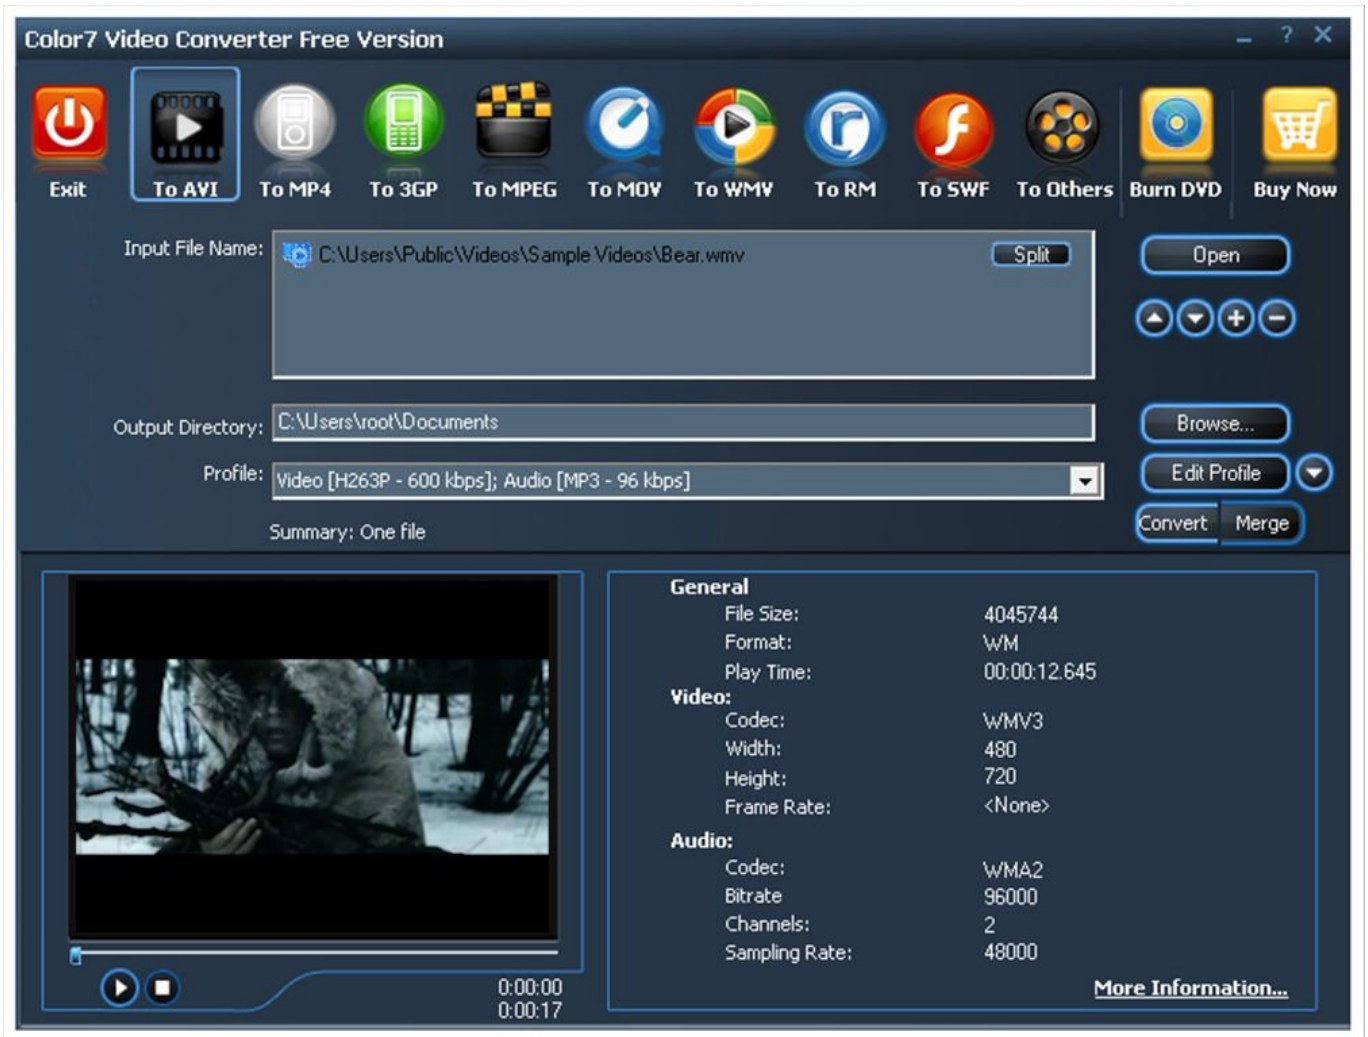 Color7 Video Converter Free Version
Exit To AVI To MP4 To 3GP To MPEG To MOV To WMV To RM To SWF To Others Burn DVD Buy Now
Input File Name: C:\Users\Public\Videos\Sample Videos\Bear.wmv Split Open
Output Directory: C:\Users\root\Documents Browse...
Profile: Video [H263P - 600 kbps]; Audio [MP3 - 96 kbps] Edit Profile
Summary: One file Convert Merge
General
File Size: 4045744
Format: WM
Play Time: 00:00:12.645
Video:
Codec: WMV3
Width: 480
Height: 720
Frame Rate: <None>
Audio:
Codec: WMA2
Bitrate 96000
Channels: 2
Sampling Rate: 48000
0:00:00 More Information...
0:00:17